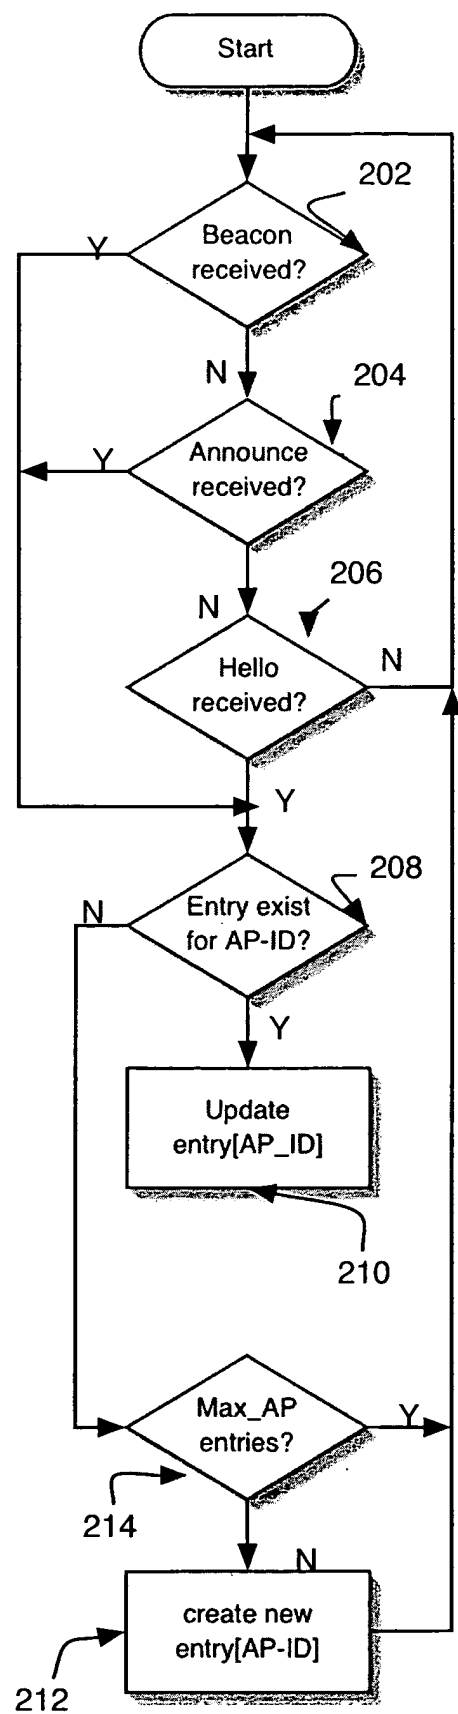 Start
202
Beacon
received?
Y
N
204
Announce
received?
Y
N
206
Hello
received?
N
Y
208
Entry exist
for AP-ID?
N
Y
Update
entry[AP_ID]
210
Max_AP
entries?
Y
214
N
create new
entry[AP-ID]
212